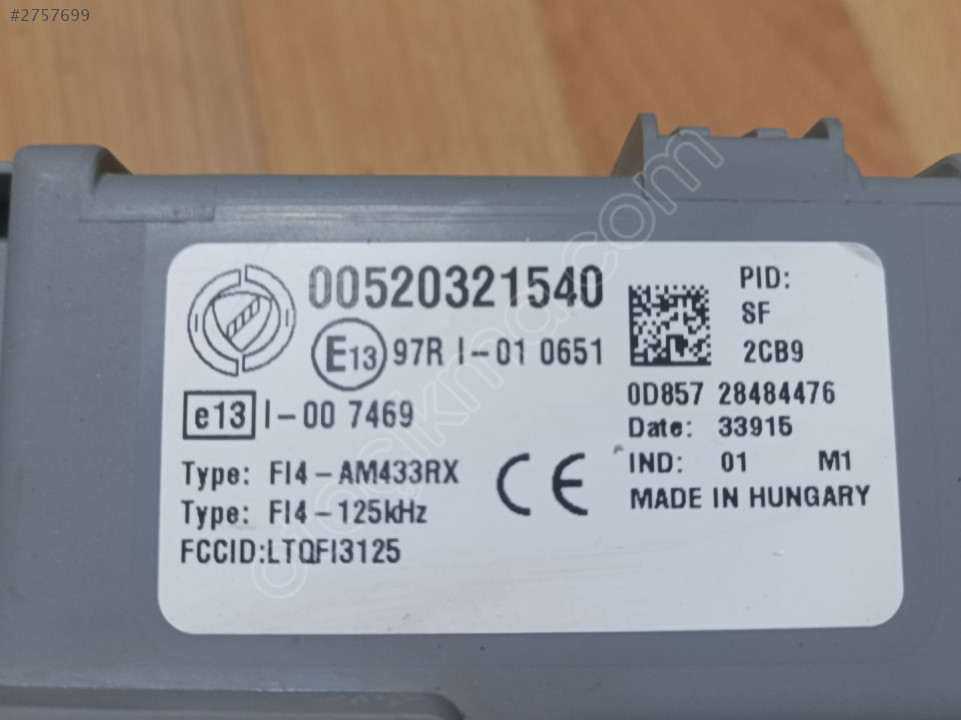 #2757699
00520321540
E13 97R I-01 0651
e13 I-00 7469
Type: FI4-AM433RX
Type: FI4-125kHz
FCCID:LTQFI3125
CE
PID:
SF
2CB9
0D857 28484476
Date: 33915
IND: 01 M1
MADE IN HUNGARY